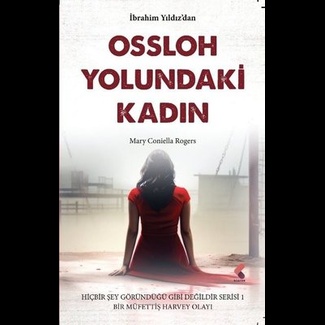 İbrahim Yıldız'dan
OSSLOH
YOLUNDAKİ
KADIN
Mary Coniella Rogers
HİÇBİR ŞEY GÖRÜNDÜĞÜ GİBİ DEĞİLDİR SERİSİ 1
BİR MÜFETTİŞ HARVEY OLAYI